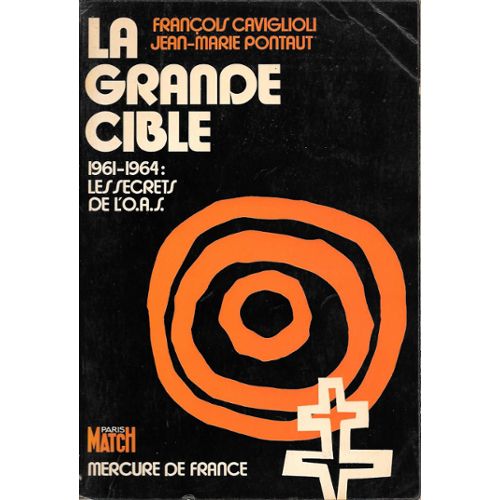 FRANÇOIS CAVIGLIOLI
JEAN-MARIE PONTAUT
LA
GRANDE
CIBLE
1961-1964:
LES SECRETS
DE L'O.A.S.
PARIS
MATCH
MERCURE DE FRANCE